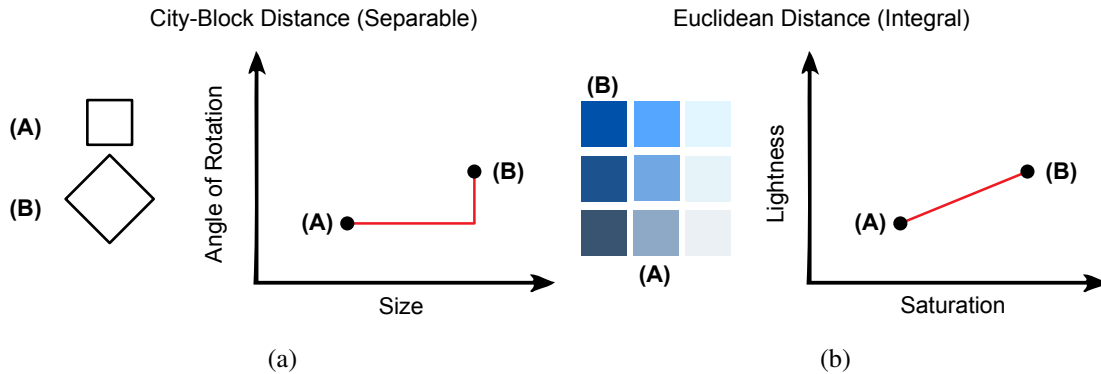 City-Block Distance (Separable)
(A)
(B)
Angle of Rotation
(A)
(B)
Size
(a)
Euclidean Distance (Integral)
(B)
(A)
Lightness
(A)
(B)
Saturation
(b)